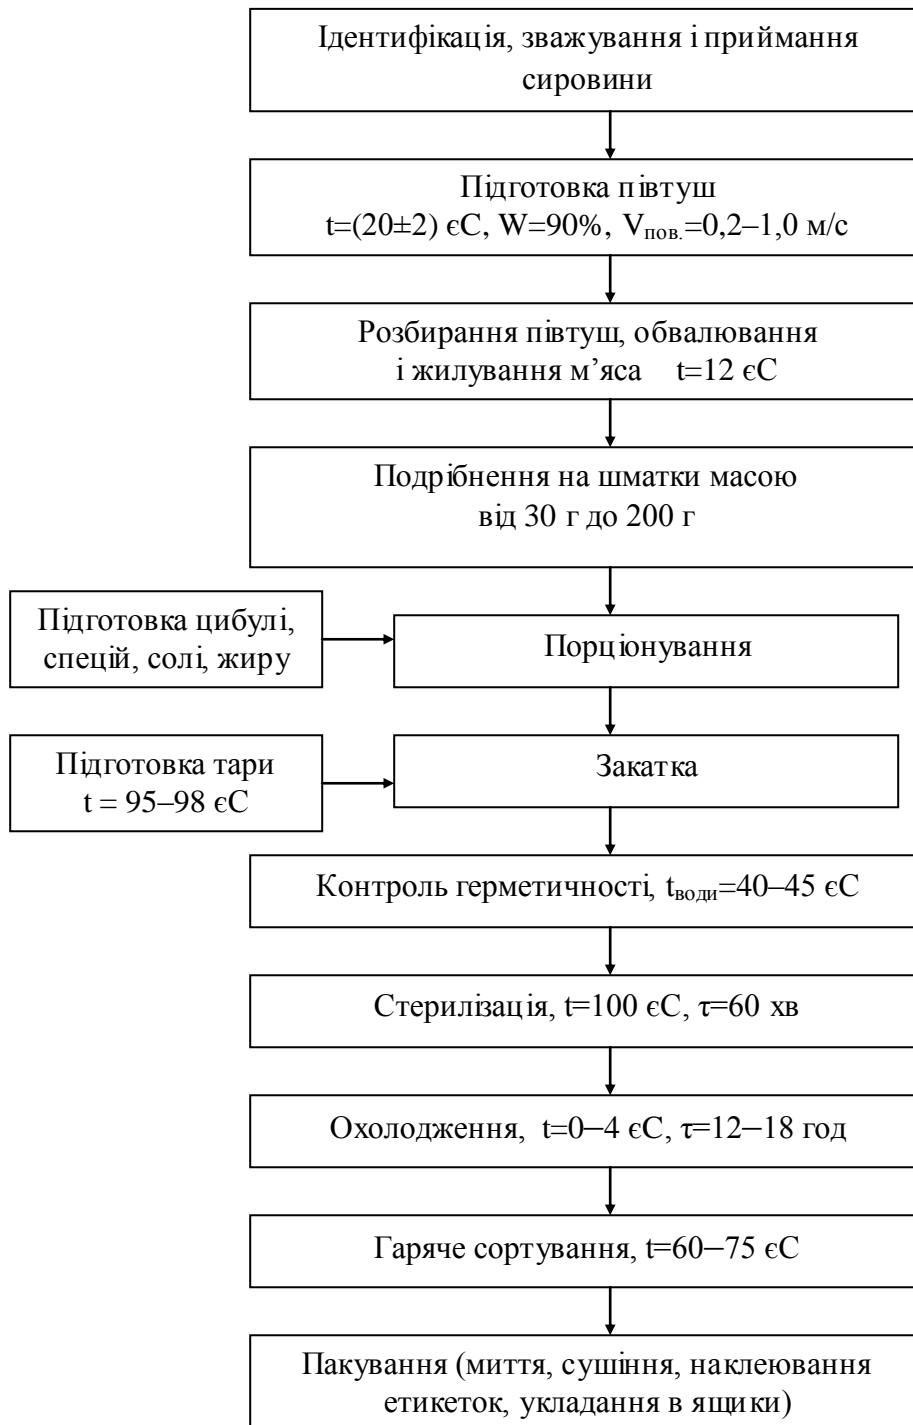 Ідентифікація, зважування і приймання
сировини
Підготовка півтуш
t=(20±2) єС, W=90%, Vпов.=0,2–1,0 м/с
Розбирання півтуш, обвалювання
і жилування м’яса t=12 єС
Подрібнення на шматки масою
від 30 г до 200 г
Підготовка цибулі,
спецій, солі, жиру
Порціонування
Підготовка тари
t = 95–98 єС
Закатка
Контроль герметичності, tводи=40–45 єС
Стерилізація, t=100 єС, τ=60 хв
Охолодження, t=0–4 єС, τ=12–18 год
Гаряче сортування, t=60–75 єС
Пакування (миття, сушіння, наклеювання
етикеток, укладання в ящики)